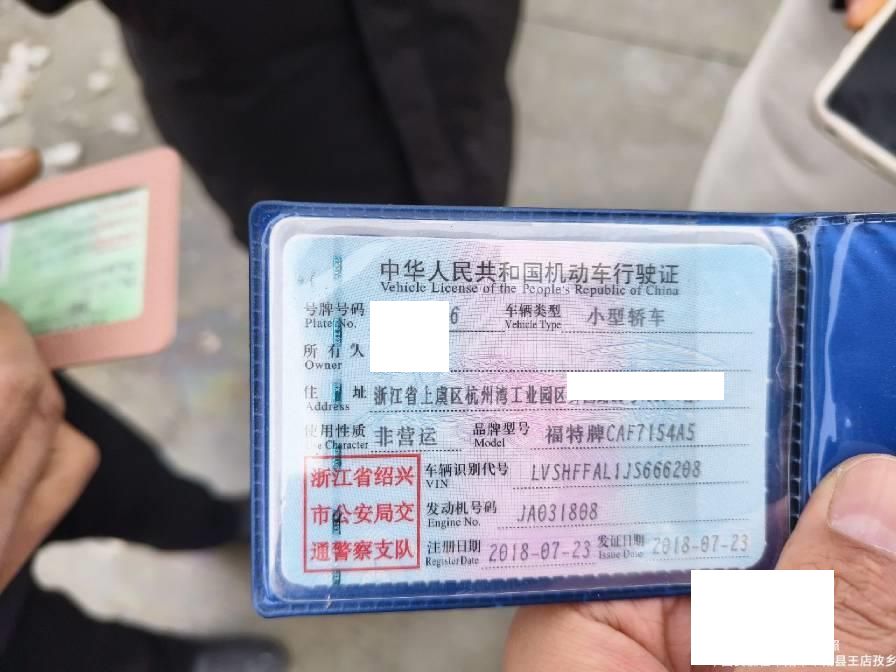 中华人民共和国机动车行驶证
Vehicle License of the People's Republic of China
号牌号码 6 车辆类型 小型轿车
Plate No. Vehicle Type
所有人
Owner
住址 浙江省上虞区杭州湾工业园区
Address
使用性质 非营运 品牌型号 福特牌CAF7154A5
Use Character Model
浙江省绍兴 车辆识别代号 LVSHFFAL1JS666208
VIN
市公安局交 发动机号码 JA031808
Engine No.
通警察支队 注册日期 2018-07-23 发证日期 2018-07-23
Register Date Issue Date
县王店孜乡